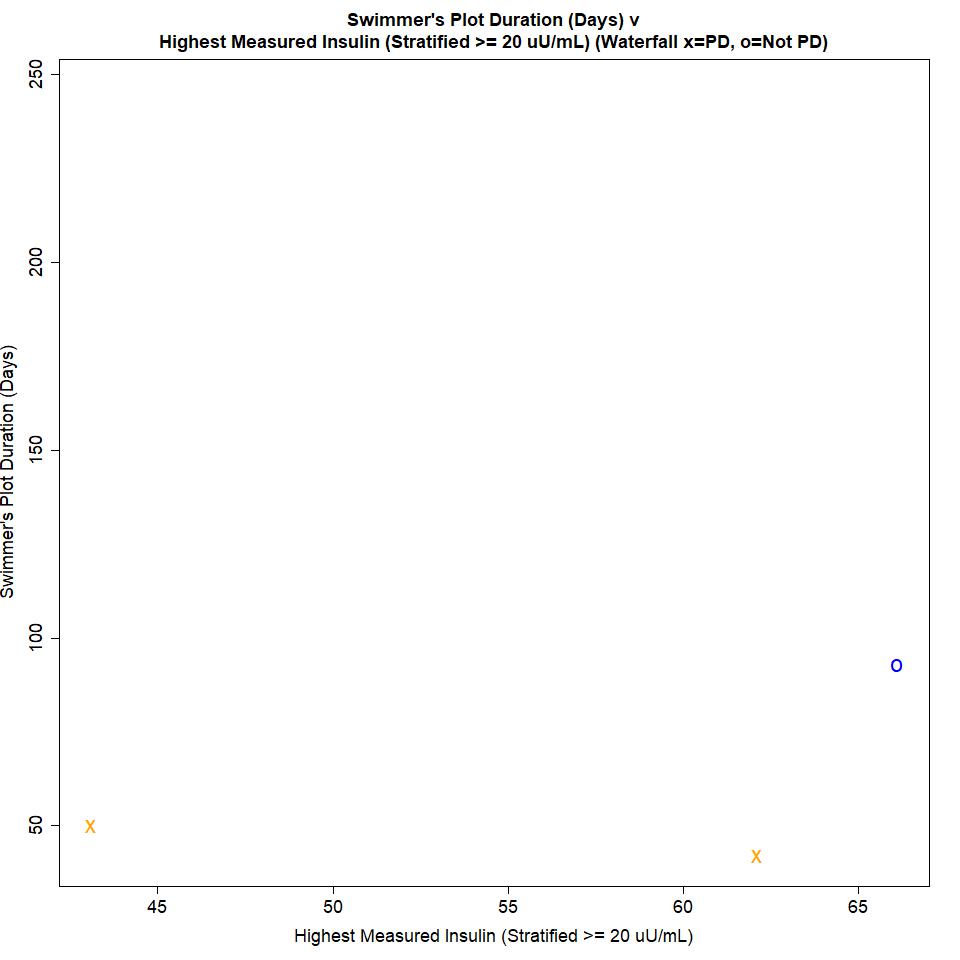 Swimmer's Plot Duration (Days) v
Highest Measured Insulin (Stratified >= 20 uU/mL) (Waterfall x=PD, o=Not PD)
250
200
150
100
50
Swimmer's Plot Duration (Days)
x
x
o
45
50
55
60
65
Highest Measured Insulin (Stratified >= 20 uU/mL)